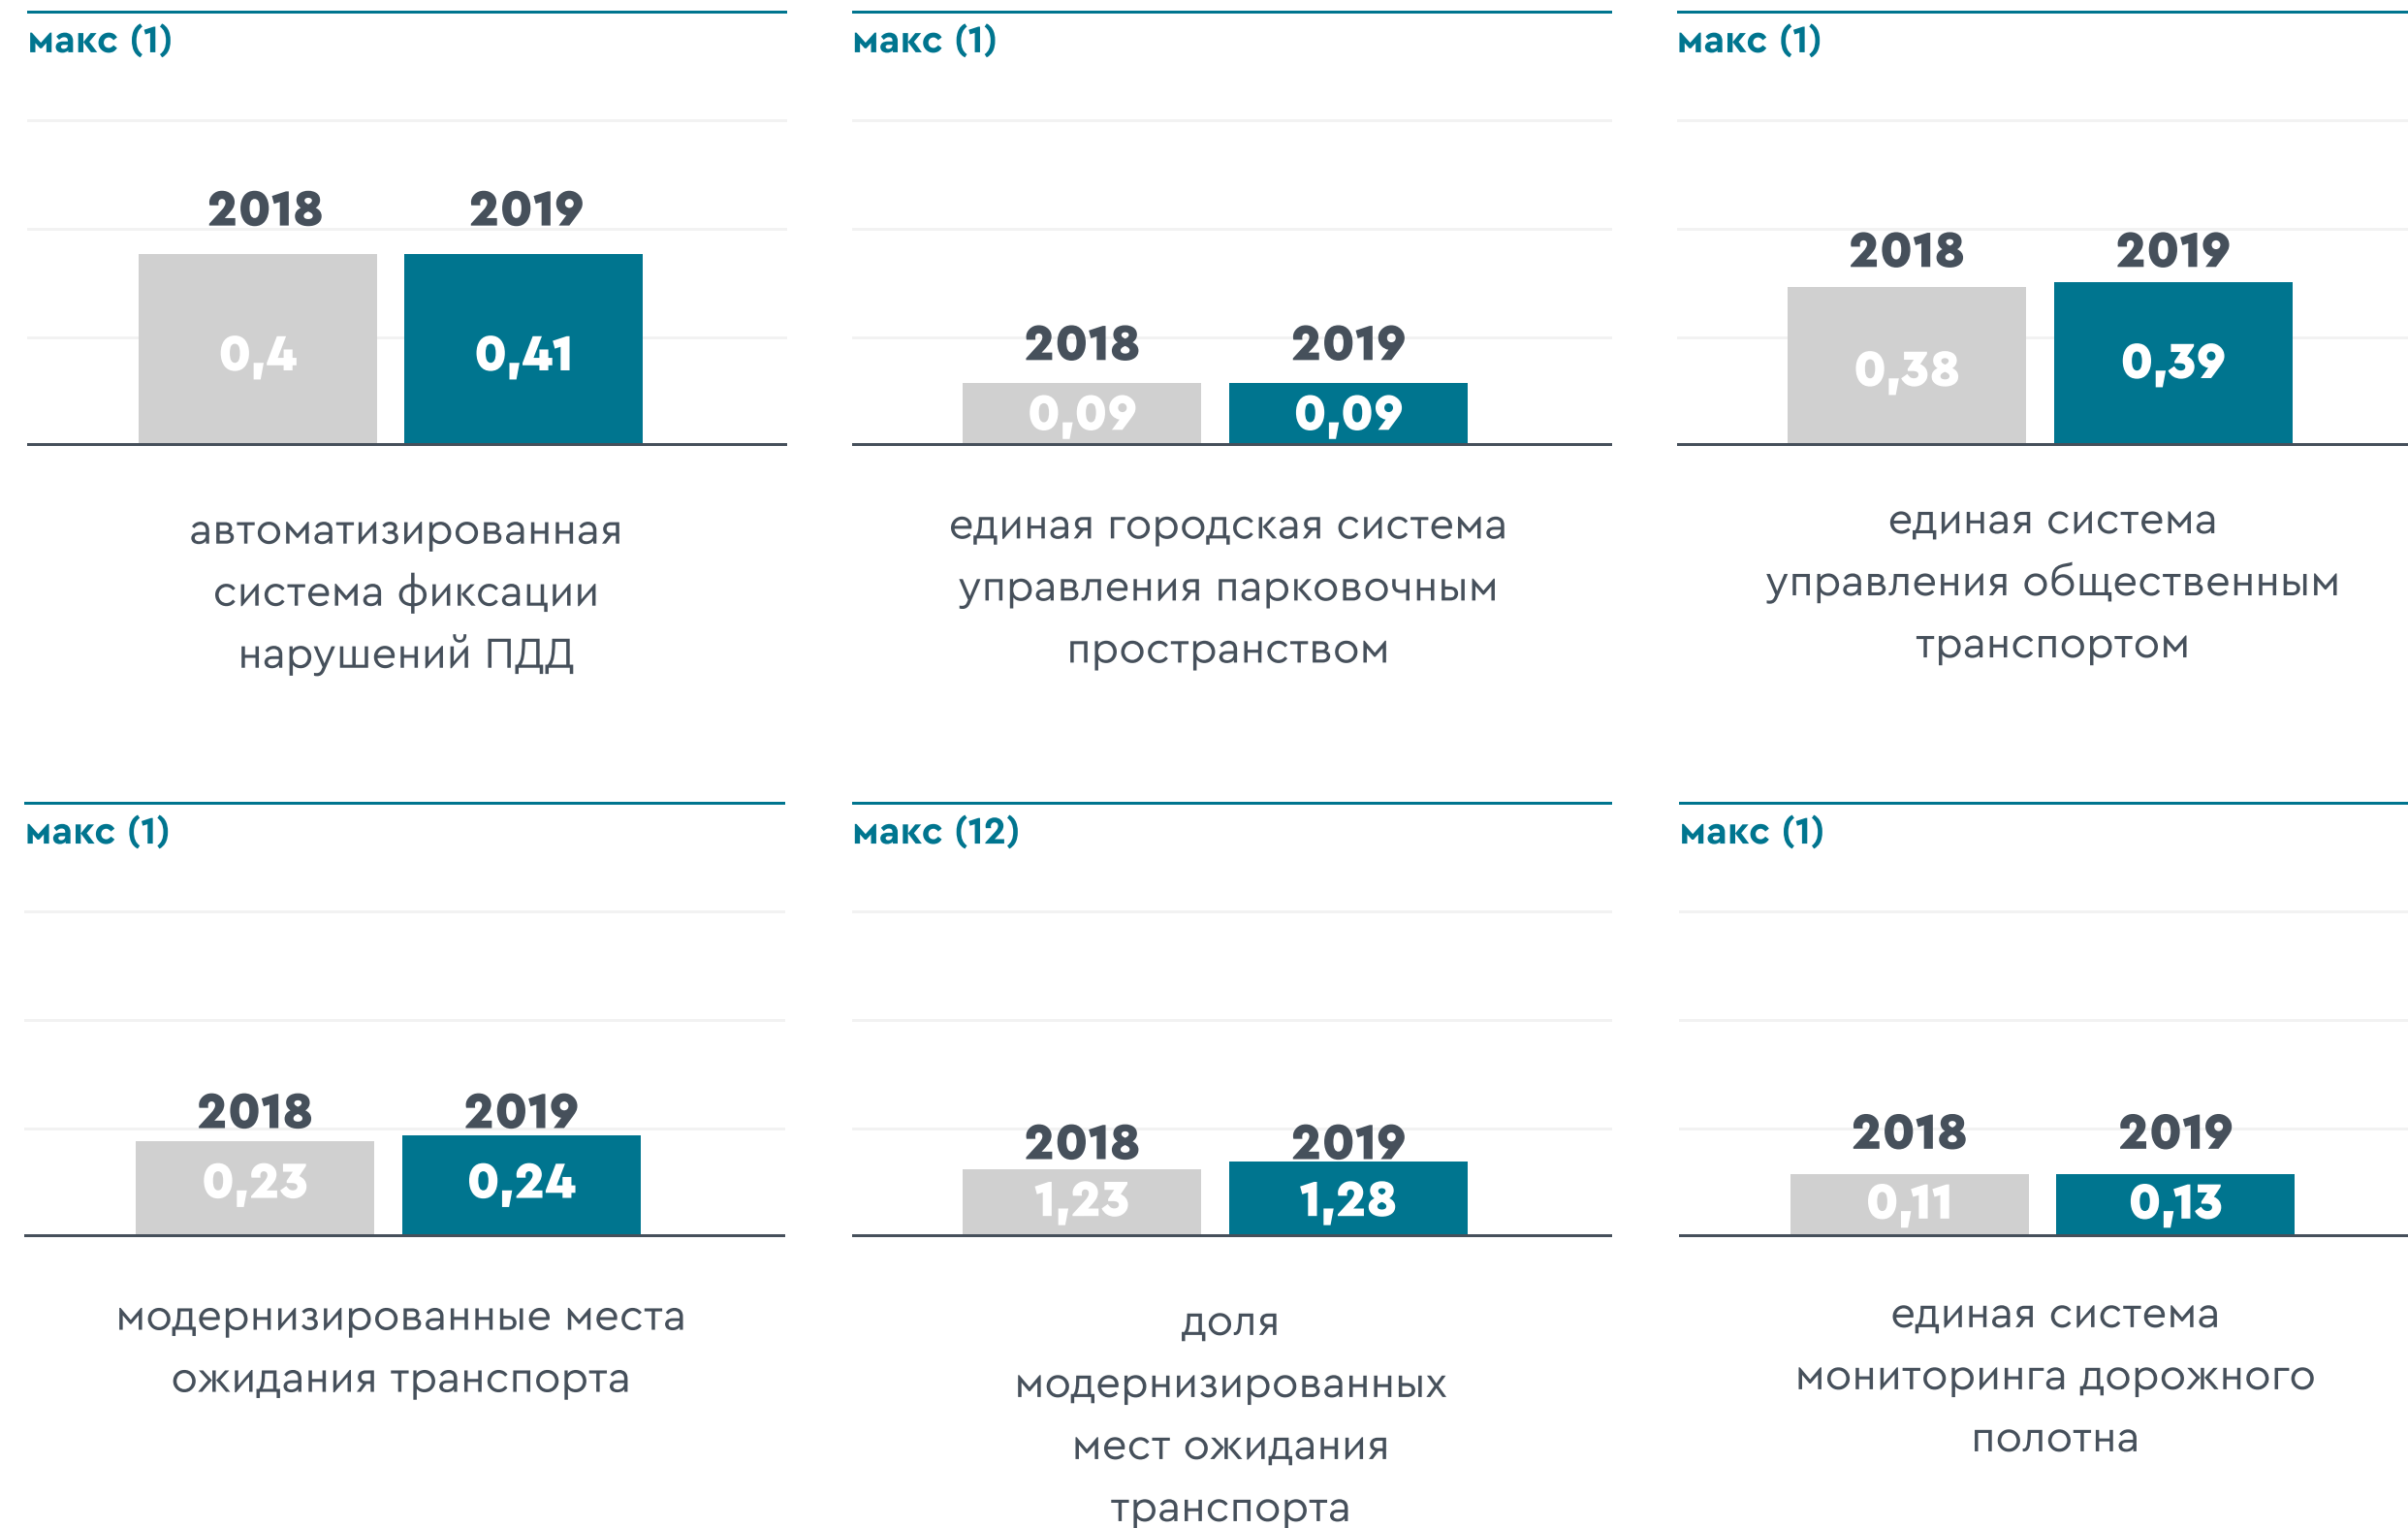 макс (1)
2018 2019
0,4 0,41
автоматизированная
система фиксации
нарушений ПДД
макс (1)
2018 2019
0,09 0,09
единая городская система
управления парковочным
пространством
макс (1)
2018 2019
0,38 0,39
единая система
управления общественным
транспортом
макс (1)
2018 2019
0,23 0,24
модернизированные места
ожидания транспорта
макс (12)
2018 2019
1,23 1,28
доля
модернизированных
мест ожидания
транспорта
макс (1)
2018 2019
0,11 0,13
единая система
мониторинга дорожного
полотна